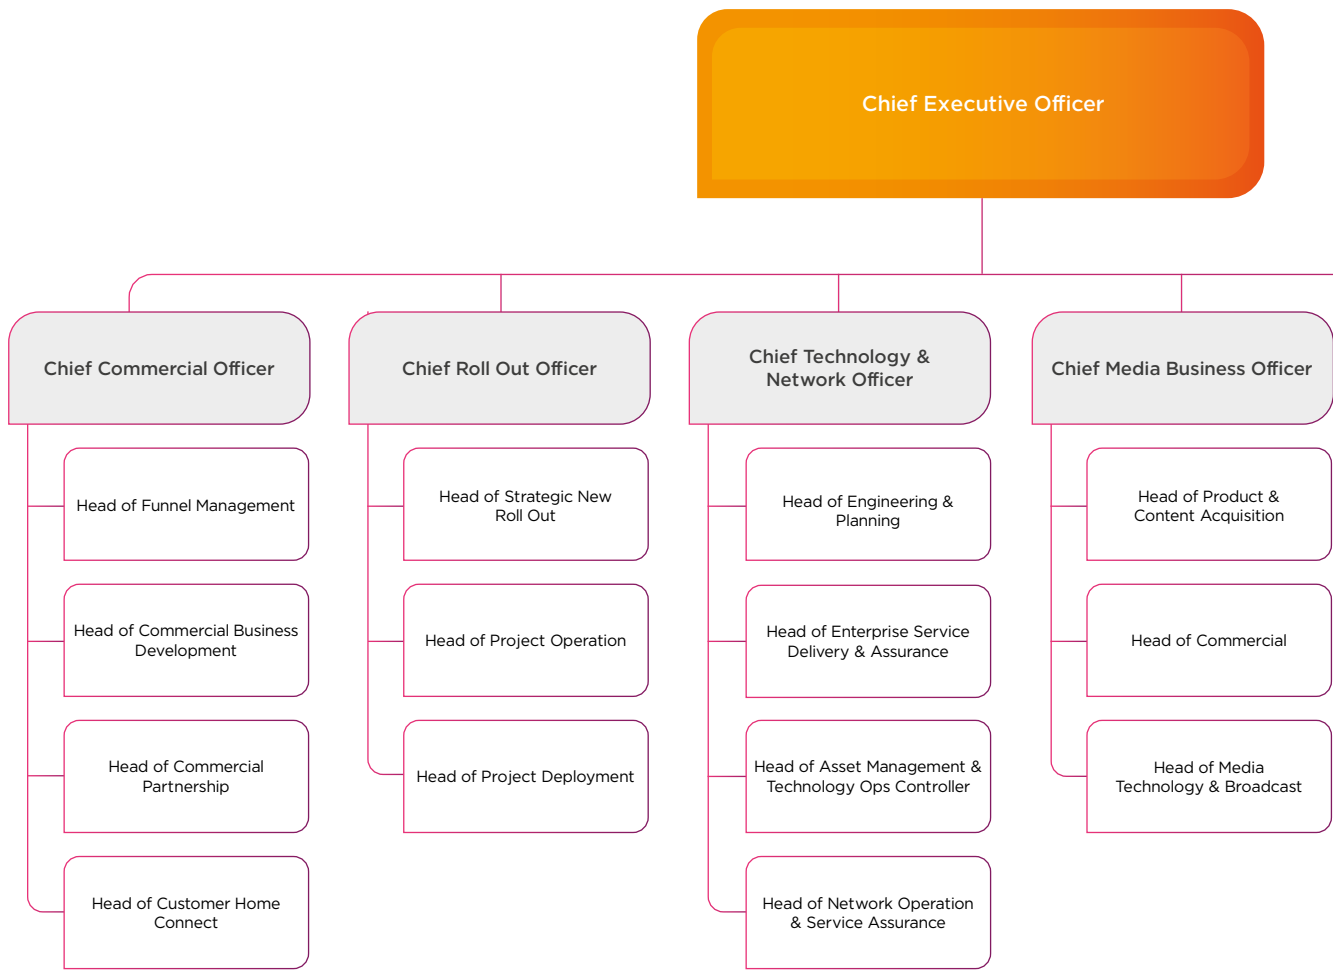 Chief Executive Officer
Chief Commercial Officer
Head of Funnel Management
Head of Commercial Business
Development
Head of Commercial
Partnership
Head of Customer Home
Connect
Chief Roll Out Officer
Head of Strategic New
Roll Out
Head of Project Operation
Head of Project Deployment
Chief Technology &
Network Officer
Head of Engineering &
Planning
Head of Enterprise Service
Delivery & Assurance
Head of Asset Management &
Technology Ops Controller
Head of Network Operation
& Service Assurance
Chief Media Business Officer
Head of Product &
Content Acquisition
Head of Commercial
Head of Media
Technology & Broadcast